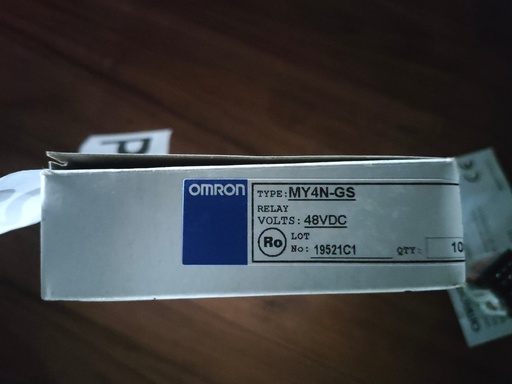 OMRON
TYPE: MY4N-GS
RELAY
VOLTS: 48VDC
Ro
LOT
No: 19521C1 QTY: 10
P